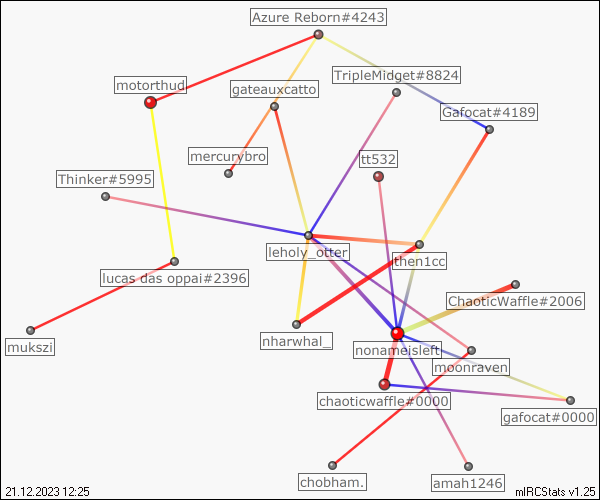 Azure Reborn#4243
TripleMidget#8824
motorthud
gateauxcatto
Gafocat#4189
mercurybro
tt532
Thinker#5995
leholy_otter
then1cc
lucas das oppai#2396
ChaoticWaffle#2006
mukszi
nharwhal_
nonameisleft
moonraven
chaoticwaffle#0000
gafocat#0000
chobham.
amah1246
21.12.2023 12:25
mIRCStats v1.25